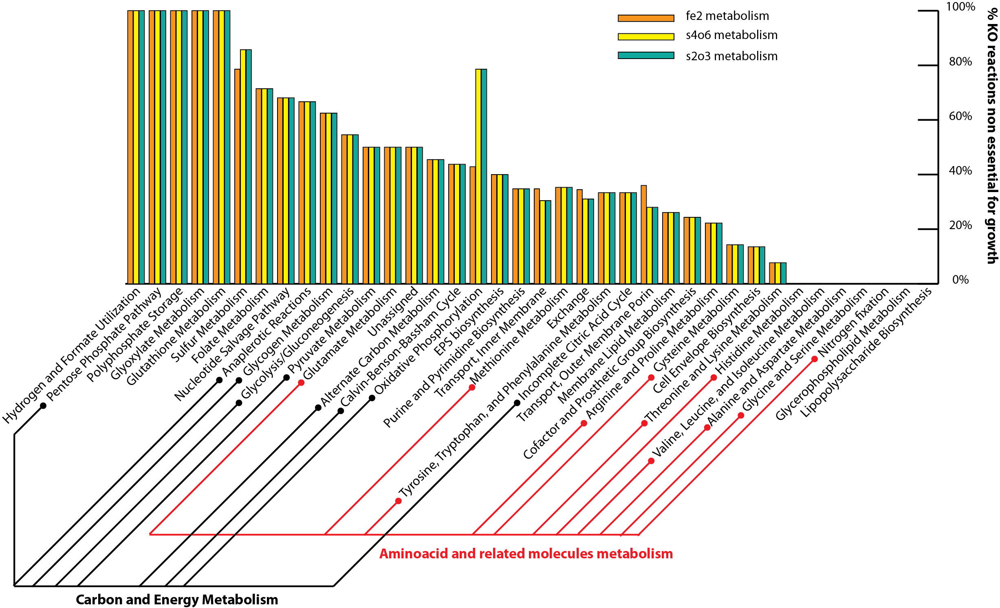 fe2 metabolism
s4o6 metabolism
s2o3 metabolism
100%
80%
60%
40%
20%
0%
% KO reactions non essential for growth
Hydrogen and Formate Utilization
Pentose Phosphate Pathway
Polyphosphate Storage
Glyoxylate Metabolism
Glutathione Metabolism
Sulfur Metabolism
Folate Metabolism
Nucleotide Salvage Pathway
Anaplerotic Reactions
Glycogen Metabolism
Glycolysis/Gluconeogenesis
Pyruvate Metabolism
Glutamate Metabolism
Unassigned
Alternate Carbon Metabolism
Calvin-Benson-Bassham Cycle
Oxidative Phosphorylation
EPS biosynthesis
Purine and Pyrimidine Biosynthesis
Transport, Inner Membrane
Methionine Metabolism
Exchange
Tyrosine, Tryptophan, and Phenylalanine Metabolism
Incomplete Citric Acid Cycle
Transport, Outer Membrane Porin
Membrane Lipid Metabolism
Cofactor and Prosthetic Group Biosynthesis
Arginine and Proline Metabolism
Cysteine Metabolism
Cell Envelope Biosynthesis
Threonine and Lysine Metabolism
Histidine Metabolism
Valine, Leucine, and Isoleucine Metabolism
Alanine and Aspartate Metabolism
Glycine and Serine Metabolism
Nitrogen fixation
Glycerophospholipid Metabolism
Lipopolysaccharide Biosynthesis
Aminoacid and related molecules metabolism
Carbon and Energy Metabolism